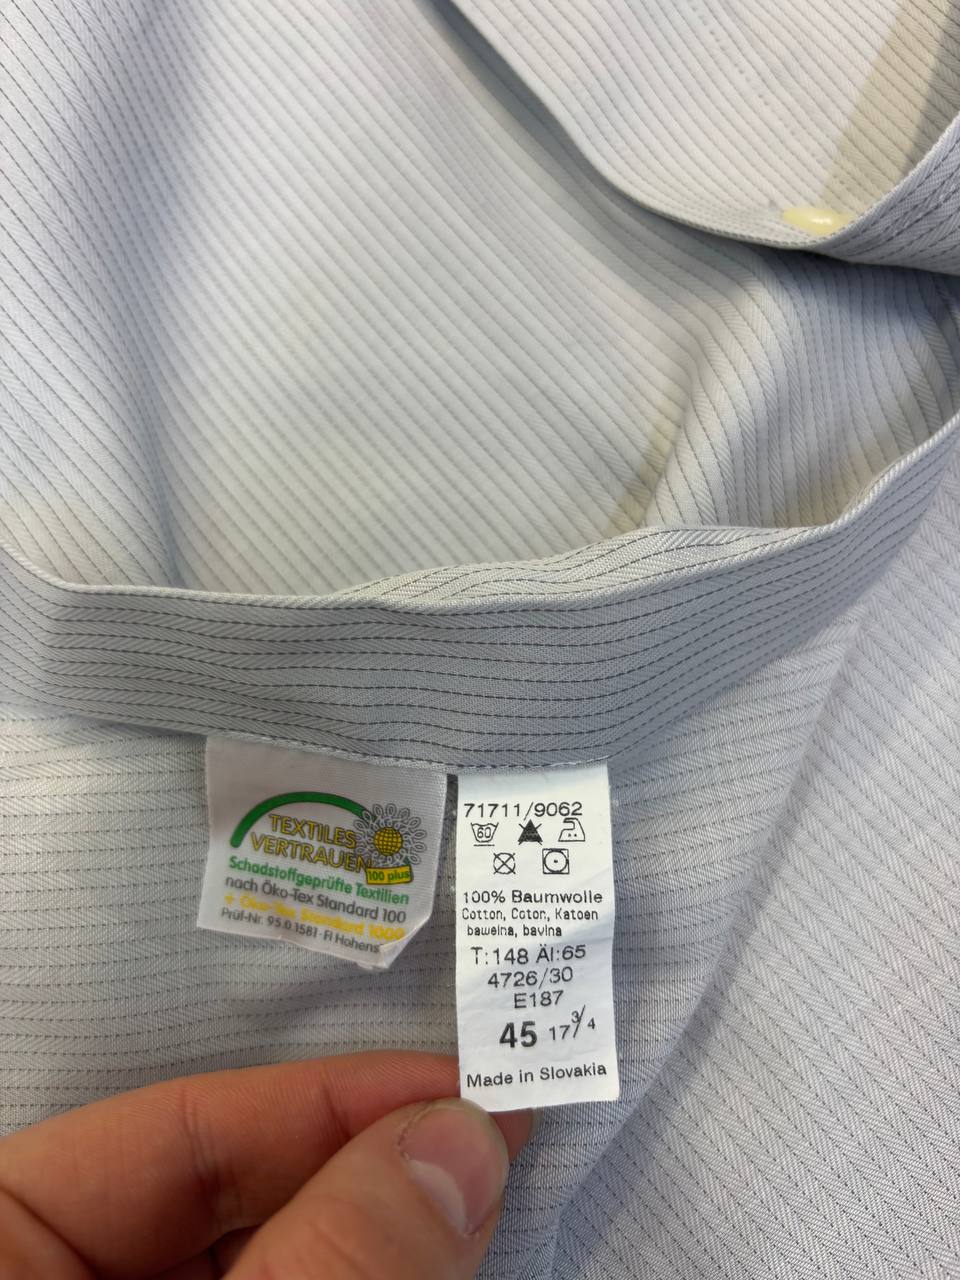 TEXTILES
VERTRAUEN
100 plus
Schadstoffgeprüfte Textilien
nach Öko-Tex Standard 100
+ Öko-Tex Standard 1000
Prüf-Nr. 95.0.1581 · FI Hohens
71711/9062
60
100% Baumwolle
Cotton, Coton, Katoen
bawełna, bavlna
T:148 Äl:65
4726/30
E187
45 17 3/4
Made in Slovakia